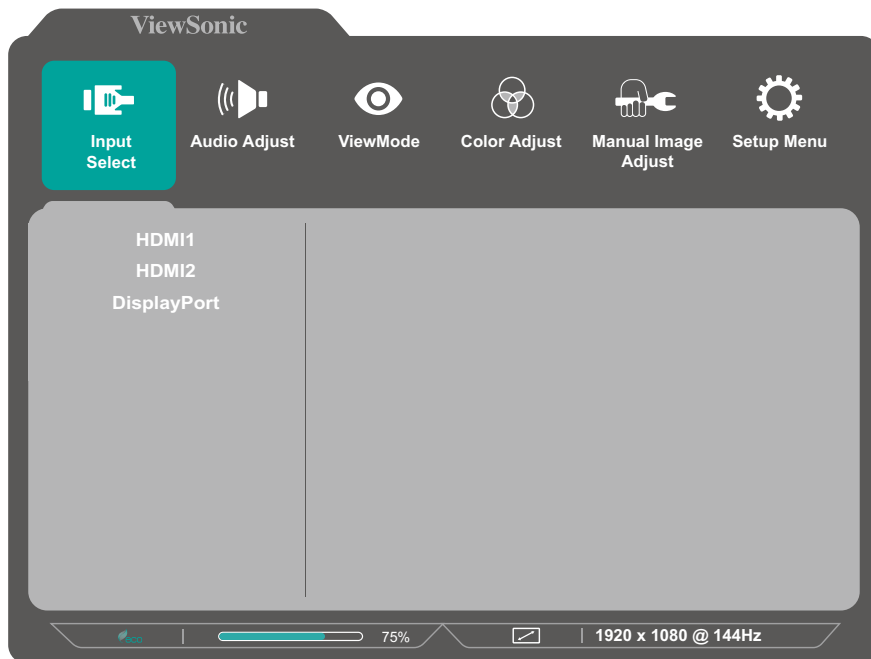 ViewSonic
Input
Select
Audio Adjust
ViewMode
Color Adjust
Manual Image
Adjust
Setup Menu
HDMI1
HDMI2
DisplayPort
eco
75%
1920 x 1080 @ 144Hz